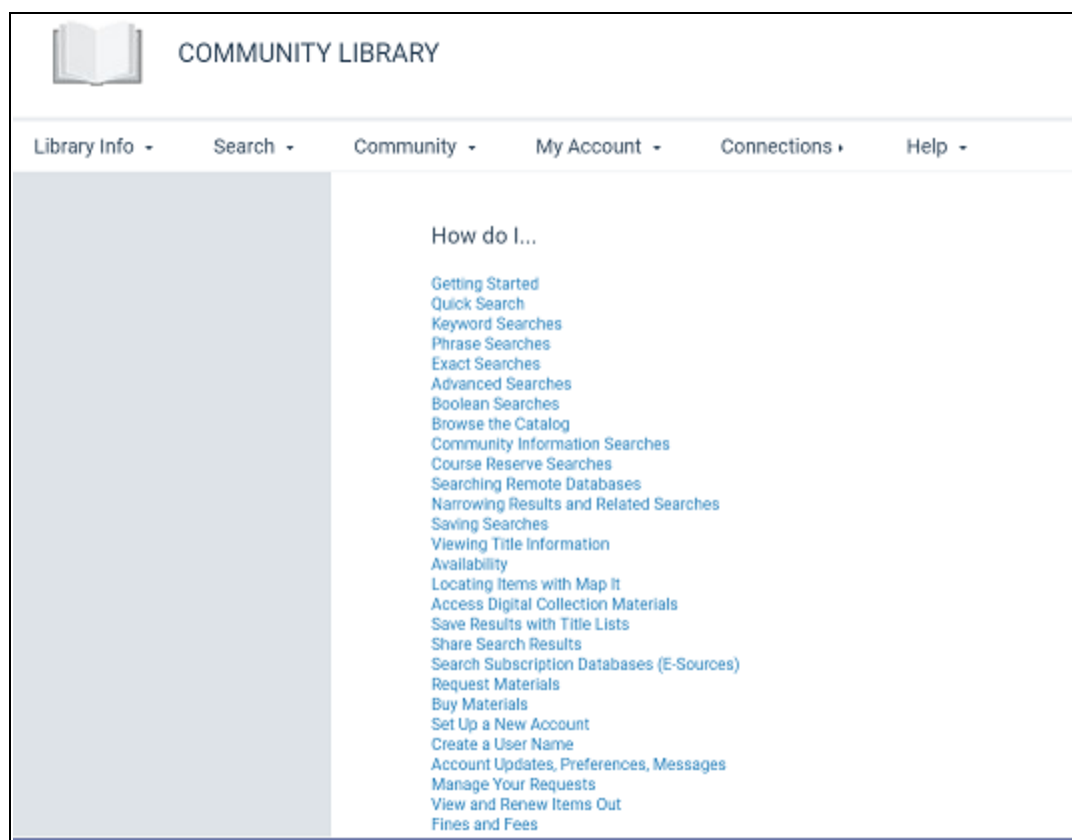 COMMUNITY LIBRARY
Library Info Search Community My Account Connections Help
How do I...
Getting Started
Quick Search
Keyword Searches
Phrase Searches
Exact Searches
Advanced Searches
Boolean Searches
Browse the Catalog
Community Information Searches
Course Reserve Searches
Searching Remote Databases
Narrowing Results and Related Searches
Saving Searches
Viewing Title Information
Availability
Locating Items with Map It
Access Digital Collection Materials
Save Results with Title Lists
Share Search Results
Search Subscription Databases (E-Sources)
Request Materials
Buy Materials
Set Up a New Account
Create a User Name
Account Updates, Preferences, Messages
Manage Your Requests
View and Renew Items Out
Fines and Fees